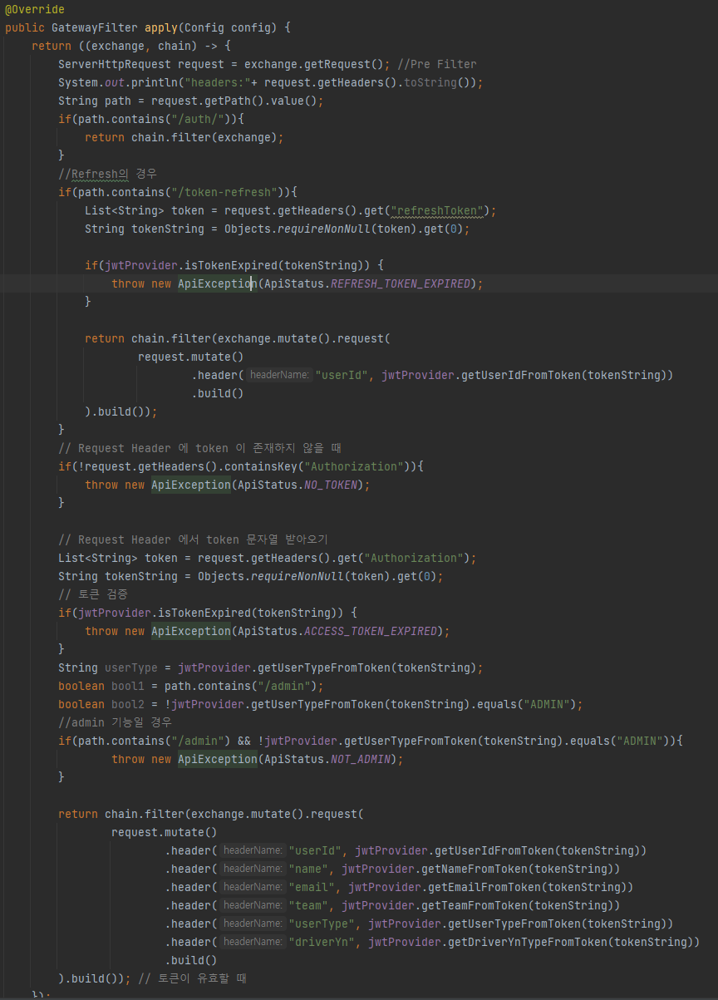 @Override
public GatewayFilter apply(Config config) {
return ((exchange, chain) -> {
ServerHttpRequest request = exchange.getRequest(); //Pre Filter
System.out.println("headers:"+ request.getHeaders().toString());
String path = request.getPath().value();
if(path.contains("/auth/")){
return chain.filter(exchange);
}
//Refresh의 경우
if(path.contains("/token-refresh")){
List<String> token = request.getHeaders().get("refreshToken");
String tokenString = Objects.requireNonNull(token).get(0);
if(jwtProvider.isTokenExpired(tokenString)) {
throw new ApiException(ApiStatus.REFRESH_TOKEN_EXPIRED);
}
return chain.filter(exchange.mutate().request(
request.mutate()
.header( headerName: "userId", jwtProvider.getUserIdFromToken(tokenString))
.build()
).build());
}
// Request Header 에 token 이 존재하지 않을 때
if(!request.getHeaders().containsKey("Authorization")){
throw new ApiException(ApiStatus.NO_TOKEN);
}
// Request Header 에서 token 문자열 받아오기
List<String> token = request.getHeaders().get("Authorization");
String tokenString = Objects.requireNonNull(token).get(0);
// 토큰 검증
if(jwtProvider.isTokenExpired(tokenString)) {
throw new ApiException(ApiStatus.ACCESS_TOKEN_EXPIRED);
}
String userType = jwtProvider.getUserTypeFromToken(tokenString);
boolean bool1 = path.contains("/admin");
boolean bool2 = !jwtProvider.getUserTypeFromToken(tokenString).equals("ADMIN");
//admin 기능일 경우
if(path.contains("/admin") && !jwtProvider.getUserTypeFromToken(tokenString).equals("ADMIN")){
throw new ApiException(ApiStatus.NOT_ADMIN);
}
return chain.filter(exchange.mutate().request(
request.mutate()
.header( headerName: "userId", jwtProvider.getUserIdFromToken(tokenString))
.header( headerName: "name", jwtProvider.getNameFromToken(tokenString))
.header( headerName: "email", jwtProvider.getEmailFromToken(tokenString))
.header( headerName: "team", jwtProvider.getTeamFromToken(tokenString))
.header( headerName: "userType", jwtProvider.getUserTypeFromToken(tokenString))
.header( headerName: "driverYn", jwtProvider.getDriverYnTypeFromToken(tokenString))
.build()
).build()); // 토큰이 유효할 때
});